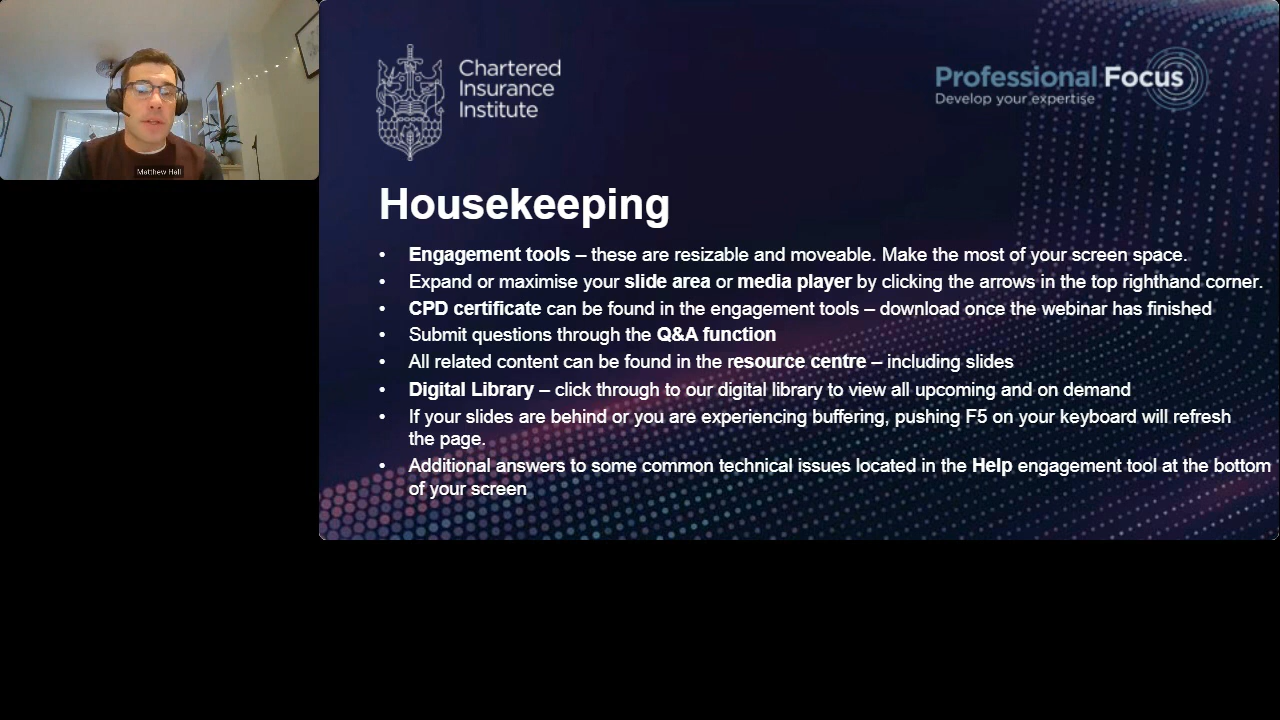 Matthew Hall
Chartered
Insurance
Institute
Professional Focus
Develop your expertise
Housekeeping
• Engagement tools – these are resizable and moveable. Make the most of your screen space.
• Expand or maximise your slide area or media player by clicking the arrows in the top righthand corner.
• CPD certificate can be found in the engagement tools – download once the webinar has finished
• Submit questions through the Q&A function
• All related content can be found in the resource centre – including slides
• Digital Library – click through to our digital library to view all upcoming and on demand
• If your slides are behind or you are experiencing buffering, pushing F5 on your keyboard will refresh
the page.
• Additional answers to some common technical issues located in the Help engagement tool at the bottom
of your screen